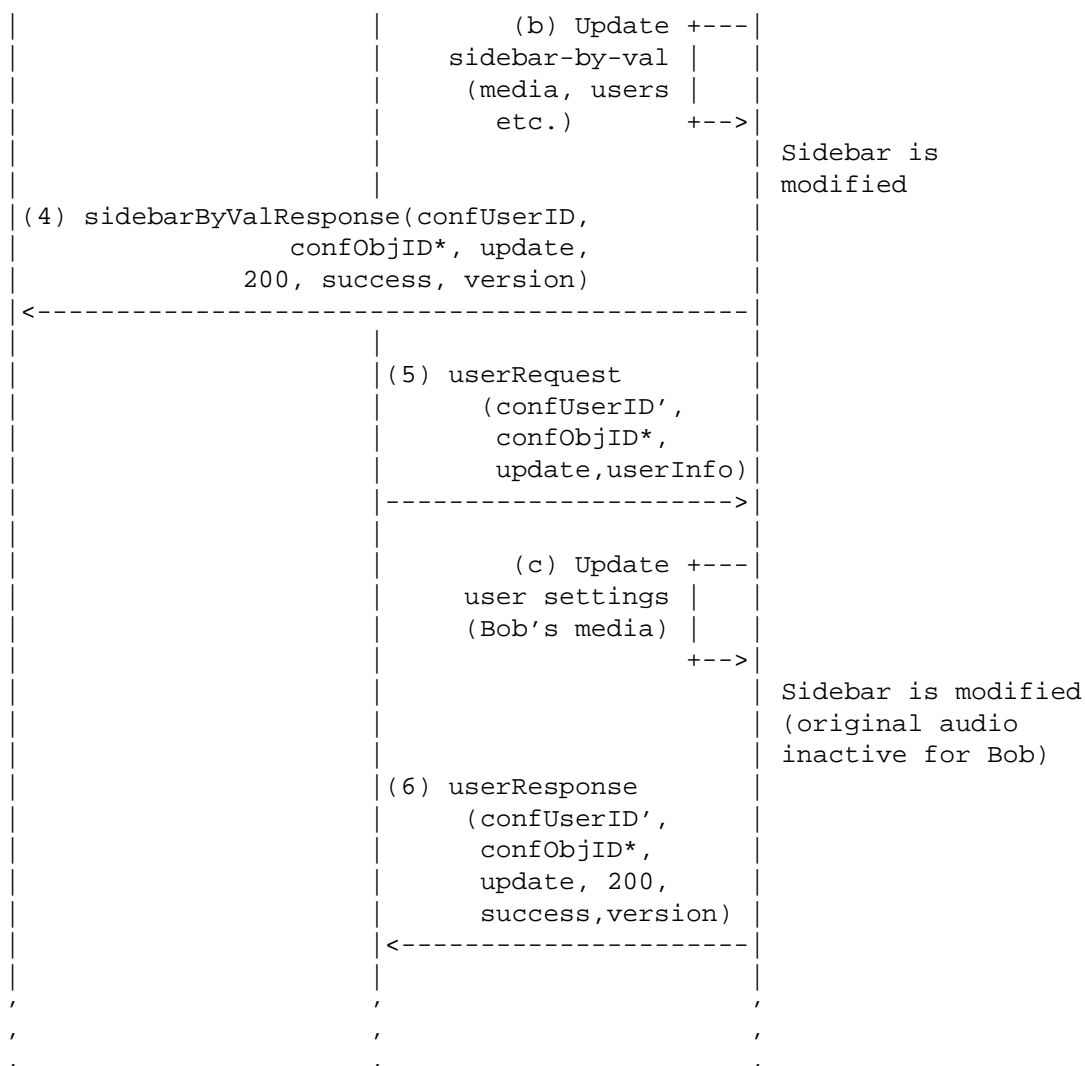 (b) Update
sidebar-by-val
(media, users
etc.)
Sidebar is
modified
(4) sidebarByValResponse(confUserID,
confObjID*, update,
200, success, version)
(5) userRequest
(confUserID',
confObjID*,
update,userInfo)
(c) Update
user settings
(Bob's media)
Sidebar is modified
(original audio
inactive for Bob)
(6) userResponse
(confUserID',
confObjID*,
update, 200,
success,version)